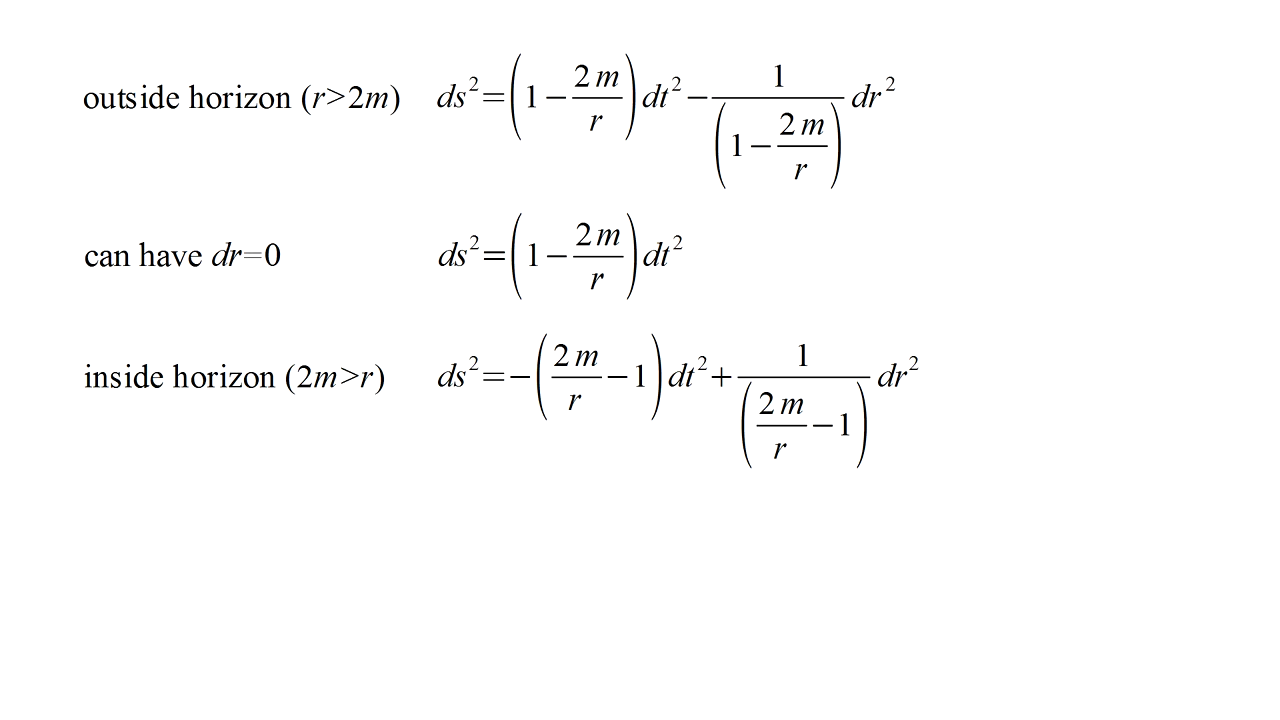 outside horizon (r>2m) ds²=(1−2m/r)dt²−1/(1−2m/r)dr²
can have dr=0 ds²=(1−2m/r)dt²
inside horizon (2m>r) ds²=−(2m/r−1)dt²+1/(2m/r−1)dr²